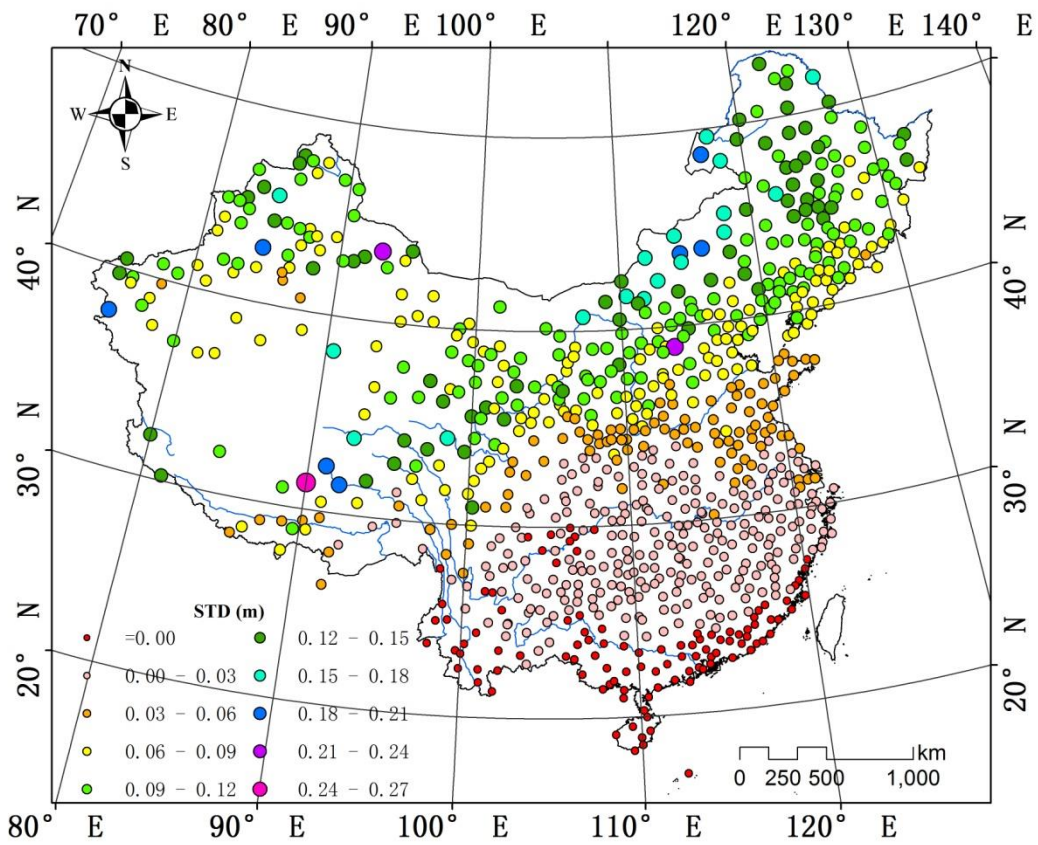 70° E 80° E 90° E 100° E 120° E 130° E 140° E
N
W E
S
40° N
40° N
30° N
30° N
20° N
20° N
STD (m)
=0.00 0.12 - 0.15
0.00 - 0.03 0.15 - 0.18
0.03 - 0.06 0.18 - 0.21
0.06 - 0.09 0.21 - 0.24
0.09 - 0.12 0.24 - 0.27
km
0 250 500 1,000
80° E 90° E 100° E 110° E 120° E